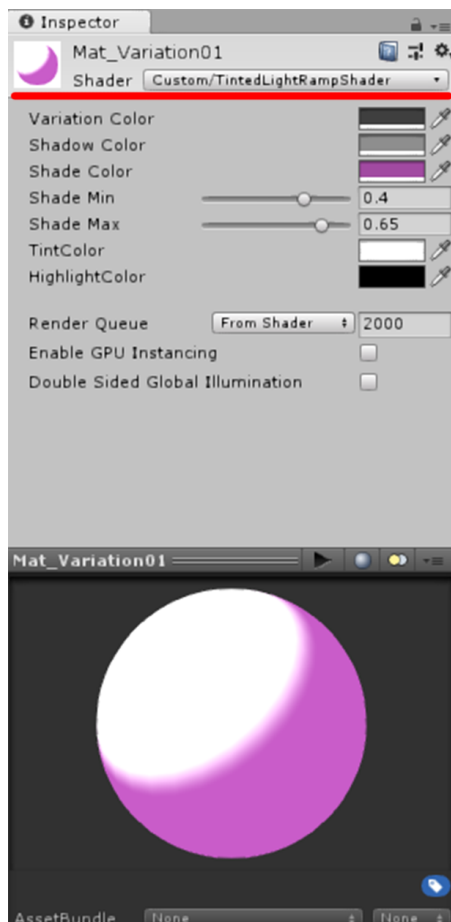 Inspector
Mat_Variation01
Shader Custom/TintedLightRampShader
Variation Color
Shadow Color
Shade Color
Shade Min 0.4
Shade Max 0.65
TintColor
HighlightColor
Render Queue From Shader 2000
Enable GPU Instancing
Double Sided Global Illumination
Mat_Variation01
AssetBundle None None